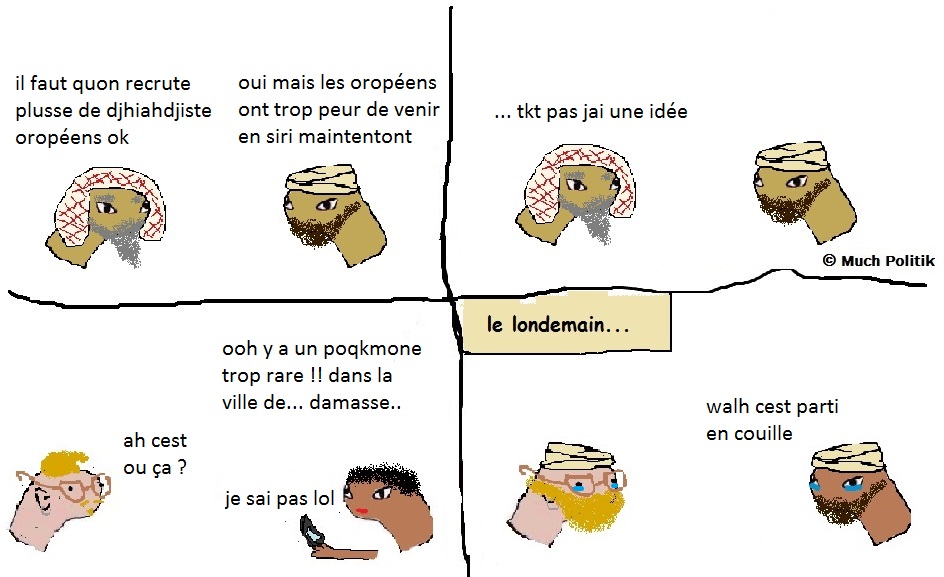 il faut quon recrute
plusse de djhiahdjiste
oropéens ok
oui mais les oropéens
ont trop peur de venir
en siri maintentont
... tkt pas jai une idée
© Much Politik
ooh y a un poqkmone
trop rare !! dans la
ville de... damasse..
ah cest
ou ça ?
je sai pas lol
le londemain...
walh cest parti
en couille